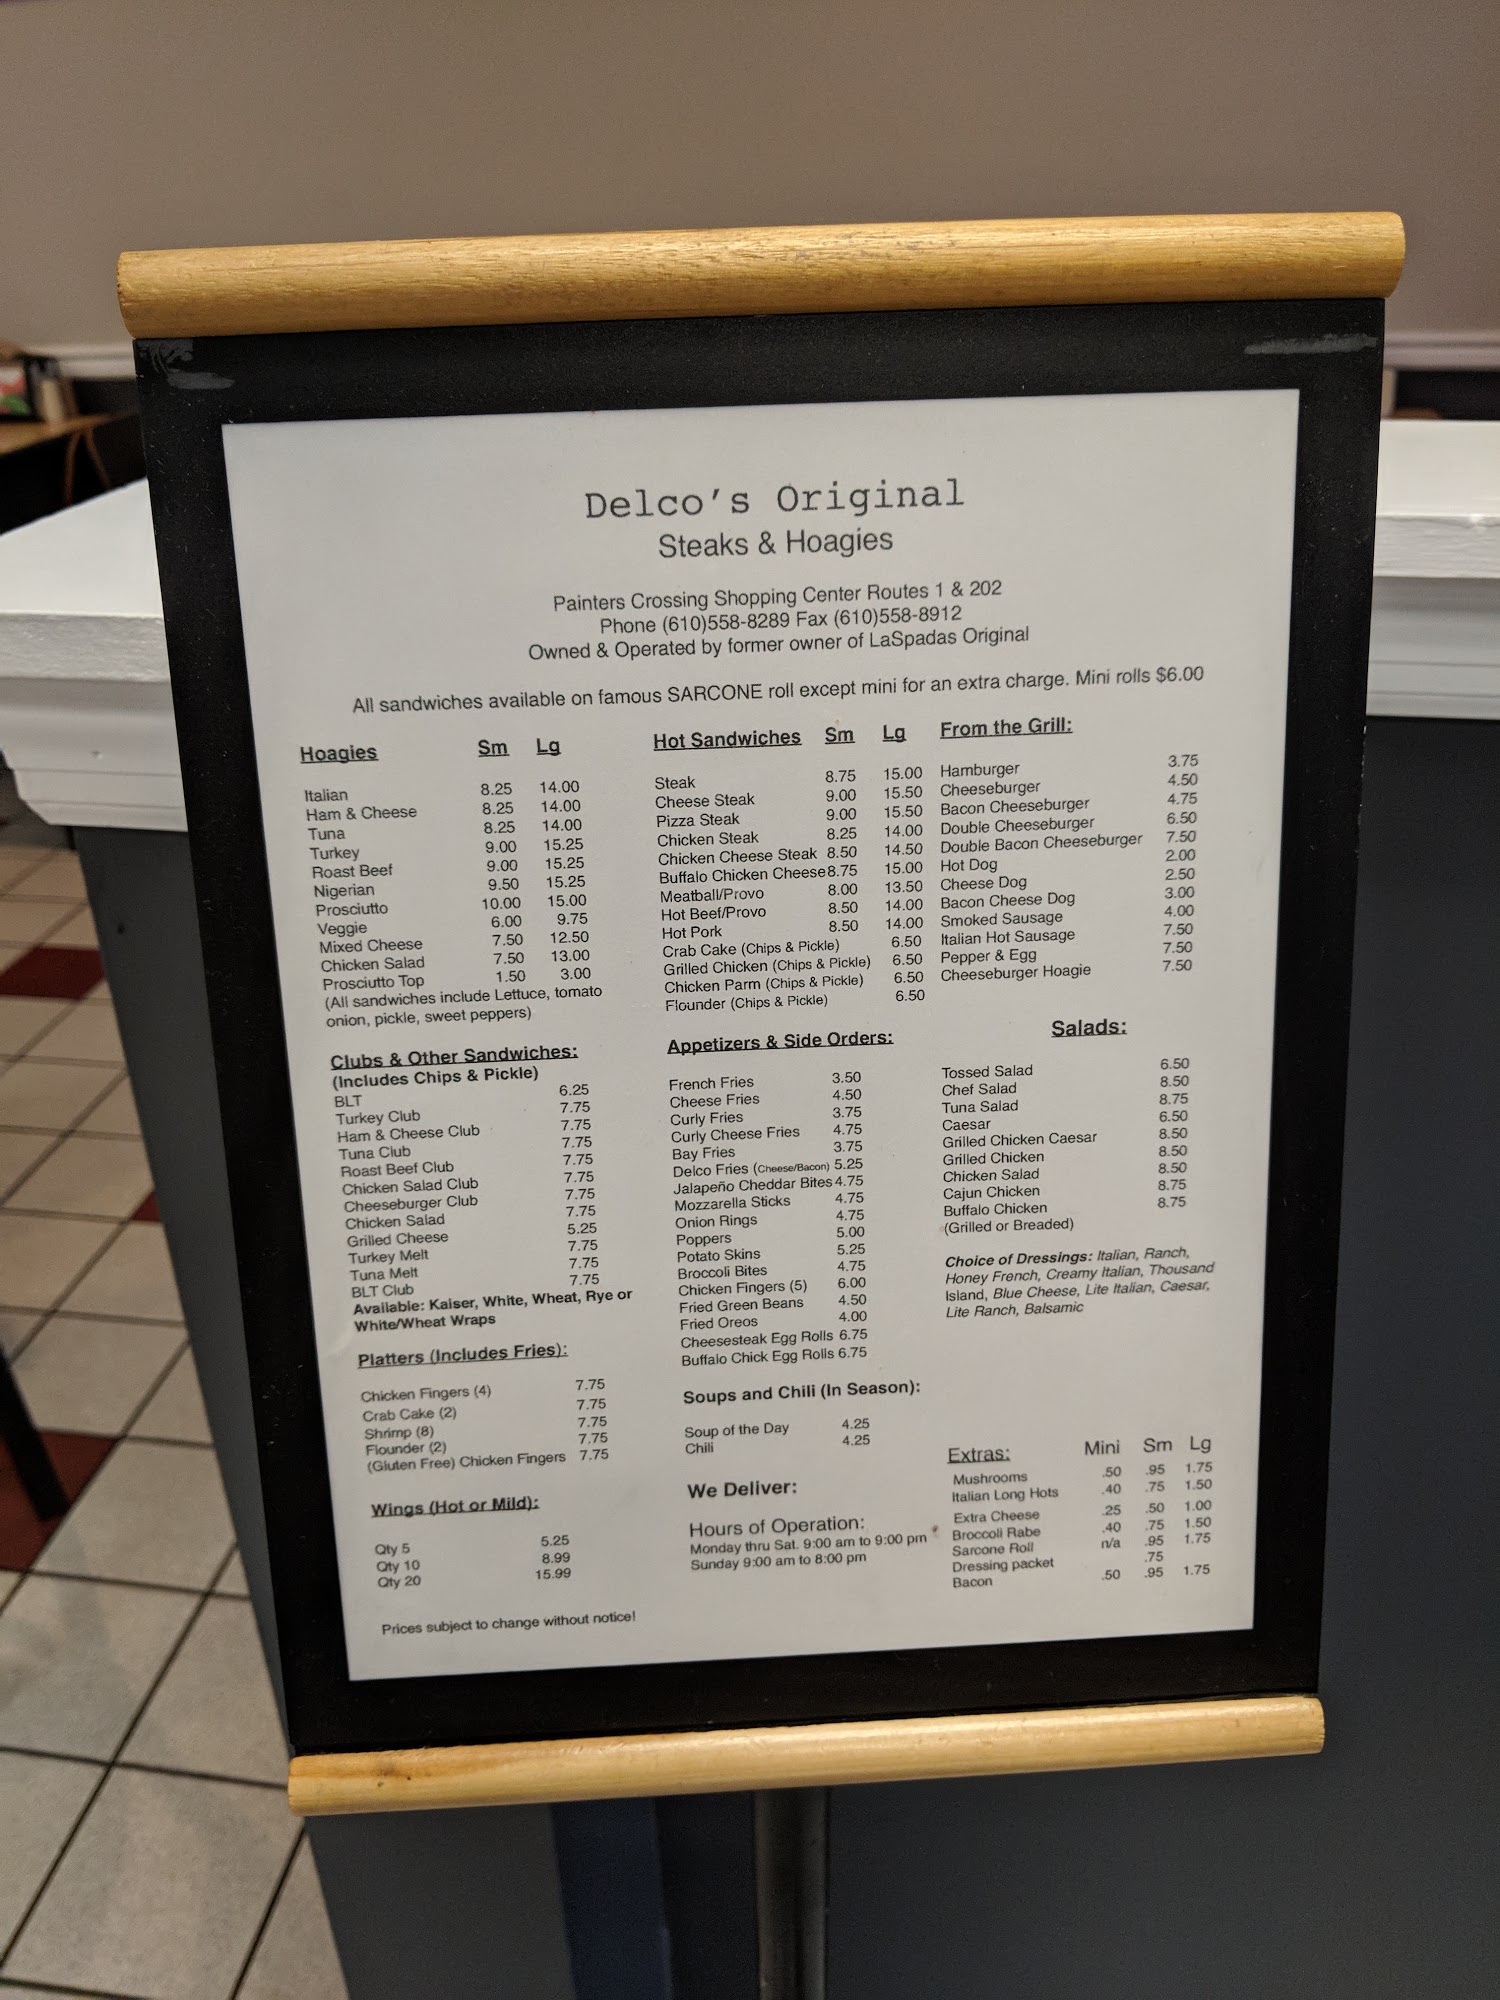 Delco's Original
Steaks & Hoagies
Painters Crossing Shopping Center Routes 1 & 202
Phone (610)558-8289 Fax (610)558-8912
Owned & Operated by former owner of LaSpadas Original
All sandwiches available on famous SARCONE roll except mini for an extra charge. Mini rolls $6.00
Hoagies Sm Lg
Italian 8.25 14.00
Ham & Cheese 8.25 14.00
Tuna 8.25 14.00
Turkey 9.00 15.25
Roast Beef 9.00 15.25
Nigerian 9.50 15.25
Prosciutto 10.00 15.00
Veggie 6.00 9.75
Mixed Cheese 7.50 12.50
Chicken Salad 7.50 13.00
Prosciutto Top 1.50 3.00
(All sandwiches include Lettuce, tomato
onion, pickle, sweet peppers)
Clubs & Other Sandwiches:
(Includes Chips & Pickle)
BLT 6.25
Turkey Club 7.75
Ham & Cheese Club 7.75
Tuna Club 7.75
Roast Beef Club 7.75
Chicken Salad Club 7.75
Cheeseburger Club 7.75
Chicken Salad 7.75
Grilled Cheese 5.25
Turkey Melt 7.75
Tuna Melt 7.75
BLT Club 7.75
Available: Kaiser, White, Wheat, Rye or
White/Wheat Wraps
Platters (Includes Fries):
Chicken Fingers (4) 7.75
Crab Cake (2) 7.75
Shrimp (8) 7.75
Flounder (2) 7.75
(Gluten Free) Chicken Fingers 7.75
Wings (Hot or Mild):
Qty 5 5.25
Qty 10 8.99
Qty 20 15.99
Prices subject to change without notice!
Hot Sandwiches Sm Lg
Steak 8.75 15.00
Cheese Steak 9.00 15.50
Pizza Steak 9.00 15.50
Chicken Steak 8.25 14.00
Chicken Cheese Steak 8.50 14.50
Buffalo Chicken Cheese 8.75 15.00
Meatball/Provo 8.00 13.50
Hot Beef/Provo 8.50 14.00
Hot Pork 8.50 14.00
Crab Cake (Chips & Pickle) 6.50
Grilled Chicken (Chips & Pickle) 6.50
Chicken Parm (Chips & Pickle) 6.50
Flounder (Chips & Pickle) 6.50
Appetizers & Side Orders:
French Fries 3.50
Cheese Fries 4.50
Curly Fries 3.75
Curly Cheese Fries 4.75
Bay Fries 3.75
Delco Fries (Cheese/Bacon) 5.25
Jalapeño Cheddar Bites 4.75
Mozzarella Sticks 4.75
Onion Rings 4.75
Poppers 5.00
Potato Skins 5.25
Broccoli Bites 4.75
Chicken Fingers (5) 6.00
Fried Green Beans 4.50
Fried Oreos 4.00
Cheesesteak Egg Rolls 6.75
Buffalo Chick Egg Rolls 6.75
Soups and Chili (In Season):
Soup of the Day 4.25
Chili 4.25
We Deliver:
Hours of Operation:
Monday thru Sat. 9:00 am to 9:00 pm
Sunday 9:00 am to 8:00 pm
From the Grill:
Hamburger 3.75
Cheeseburger 4.50
Bacon Cheeseburger 4.75
Double Cheeseburger 6.50
Double Bacon Cheeseburger 7.50
Hot Dog 2.00
Cheese Dog 2.50
Bacon Cheese Dog 3.00
Smoked Sausage 4.00
Italian Hot Sausage 7.50
Pepper & Egg 7.50
Cheeseburger Hoagie 7.50
Salads:
Tossed Salad 6.50
Chef Salad 8.50
Tuna Salad 8.75
Caesar 6.50
Grilled Chicken Caesar 8.50
Grilled Chicken 8.50
Chicken Salad 8.50
Cajun Chicken 8.75
Buffalo Chicken 8.75
(Grilled or Breaded)
Choice of Dressings: Italian, Ranch,
Honey French, Creamy Italian, Thousand
Island, Blue Cheese, Lite Italian, Caesar,
Lite Ranch, Balsamic
Extras: Mini Sm Lg
Mushrooms .50 .95 1.75
Italian Long Hots .40 .75 1.50
Extra Cheese .25 .50 1.00
Broccoli Rabe .40 .75 1.50
Sarcone Roll n/a .95 1.75
Dressing packet .75
Bacon .50 .95 1.75